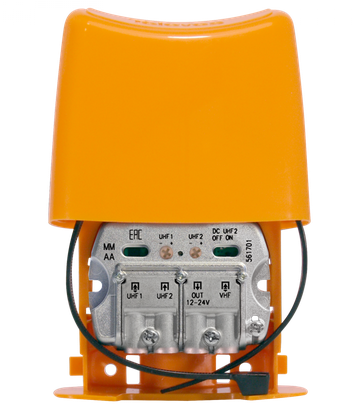 EAC
UHF1
UHF2
DC UHF2
OFF ON
MM
AA
561701
UHF1
UHF2
OUT
12-24V
VHF